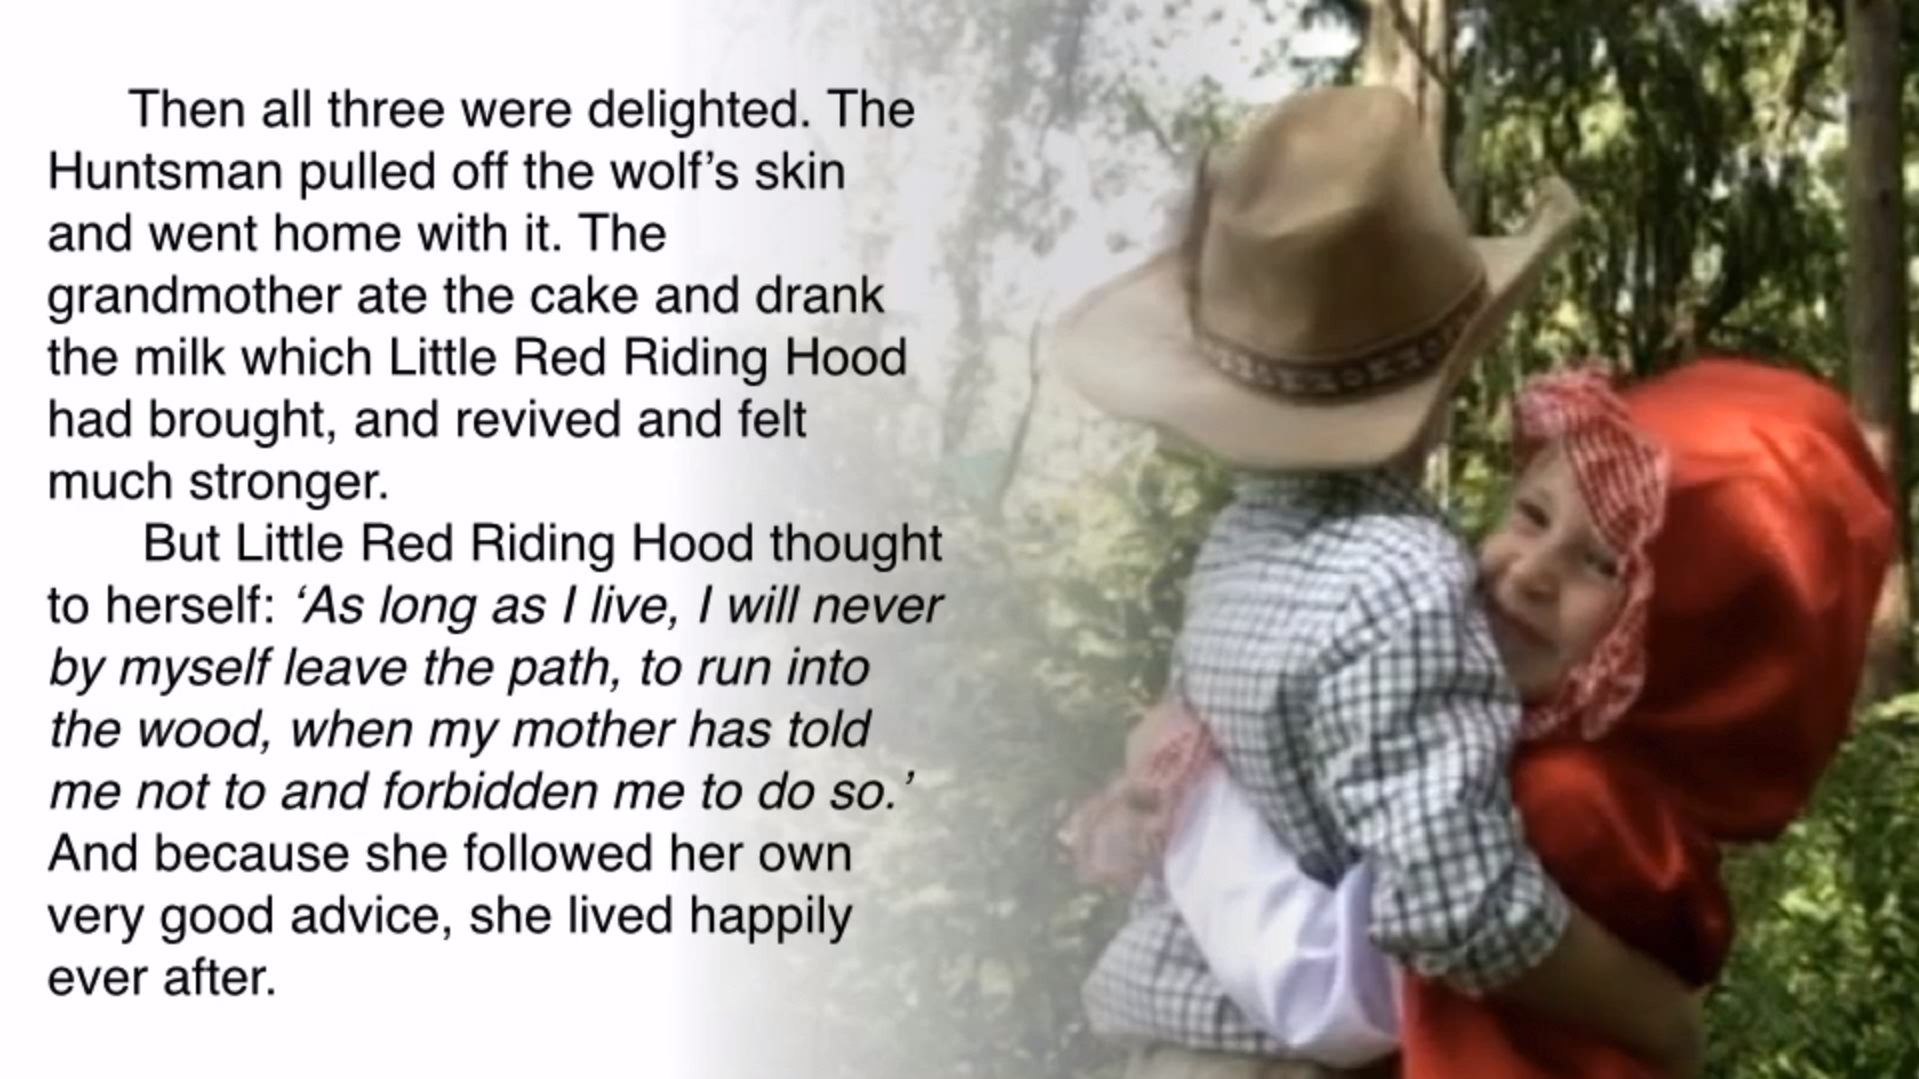 Then all three were delighted. The
Huntsman pulled off the wolf’s skin
and went home with it. The
grandmother ate the cake and drank
the milk which Little Red Riding Hood
had brought, and revived and felt
much stronger.
But Little Red Riding Hood thought
to herself: ‘As long as I live, I will never
by myself leave the path, to run into
the wood, when my mother has told
me not to and forbidden me to do so.’
And because she followed her own
very good advice, she lived happily
ever after.